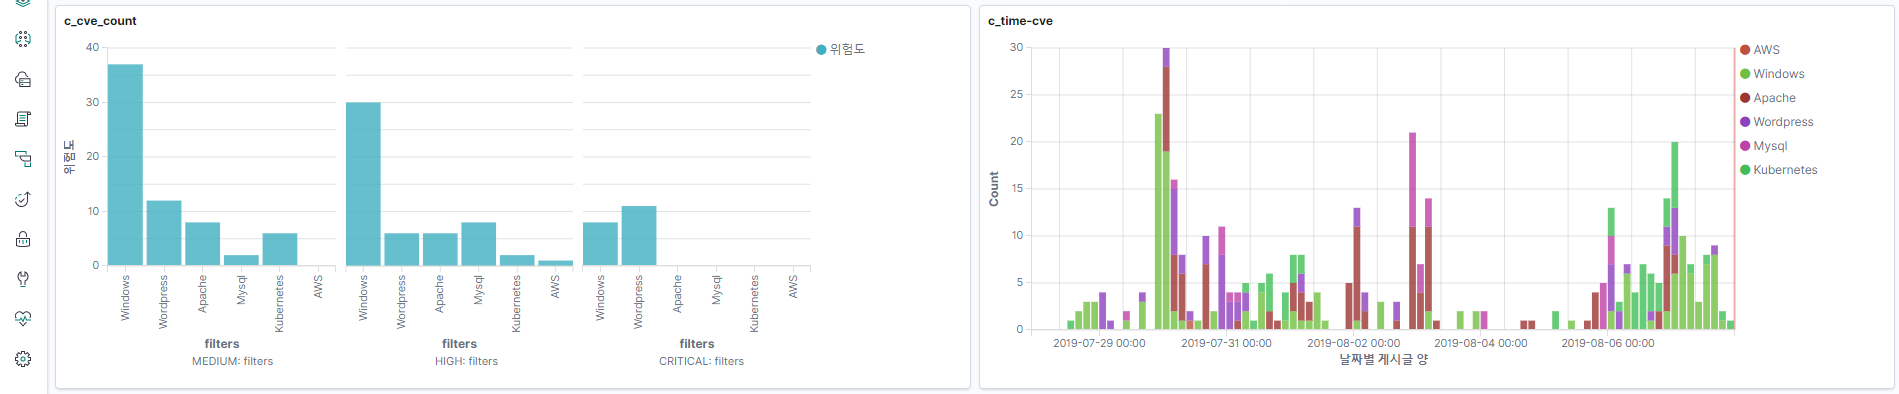 c_cve_count
위험도
40
30
20
10
0
위험도
Windows
Wordpress
Apache
Mysql
Kubernetes
AWS
filters
MEDIUM: filters
Windows
Wordpress
Apache
Mysql
Kubernetes
AWS
filters
HIGH: filters
Windows
Wordpress
Apache
Mysql
Kubernetes
AWS
filters
CRITICAL: filters
c_time-cve
30
25
20
15
10
5
0
Count
2019-07-29 00:00
2019-07-31 00:00
2019-08-02 00:00
2019-08-04 00:00
2019-08-06 00:00
날짜별 게시글 양
AWS
Windows
Apache
Wordpress
Mysql
Kubernetes